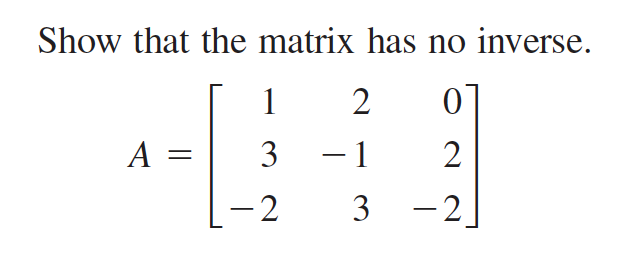 Show that the matrix has no inverse.
1 2 0
A = 3 −1 2
−2 3 −2